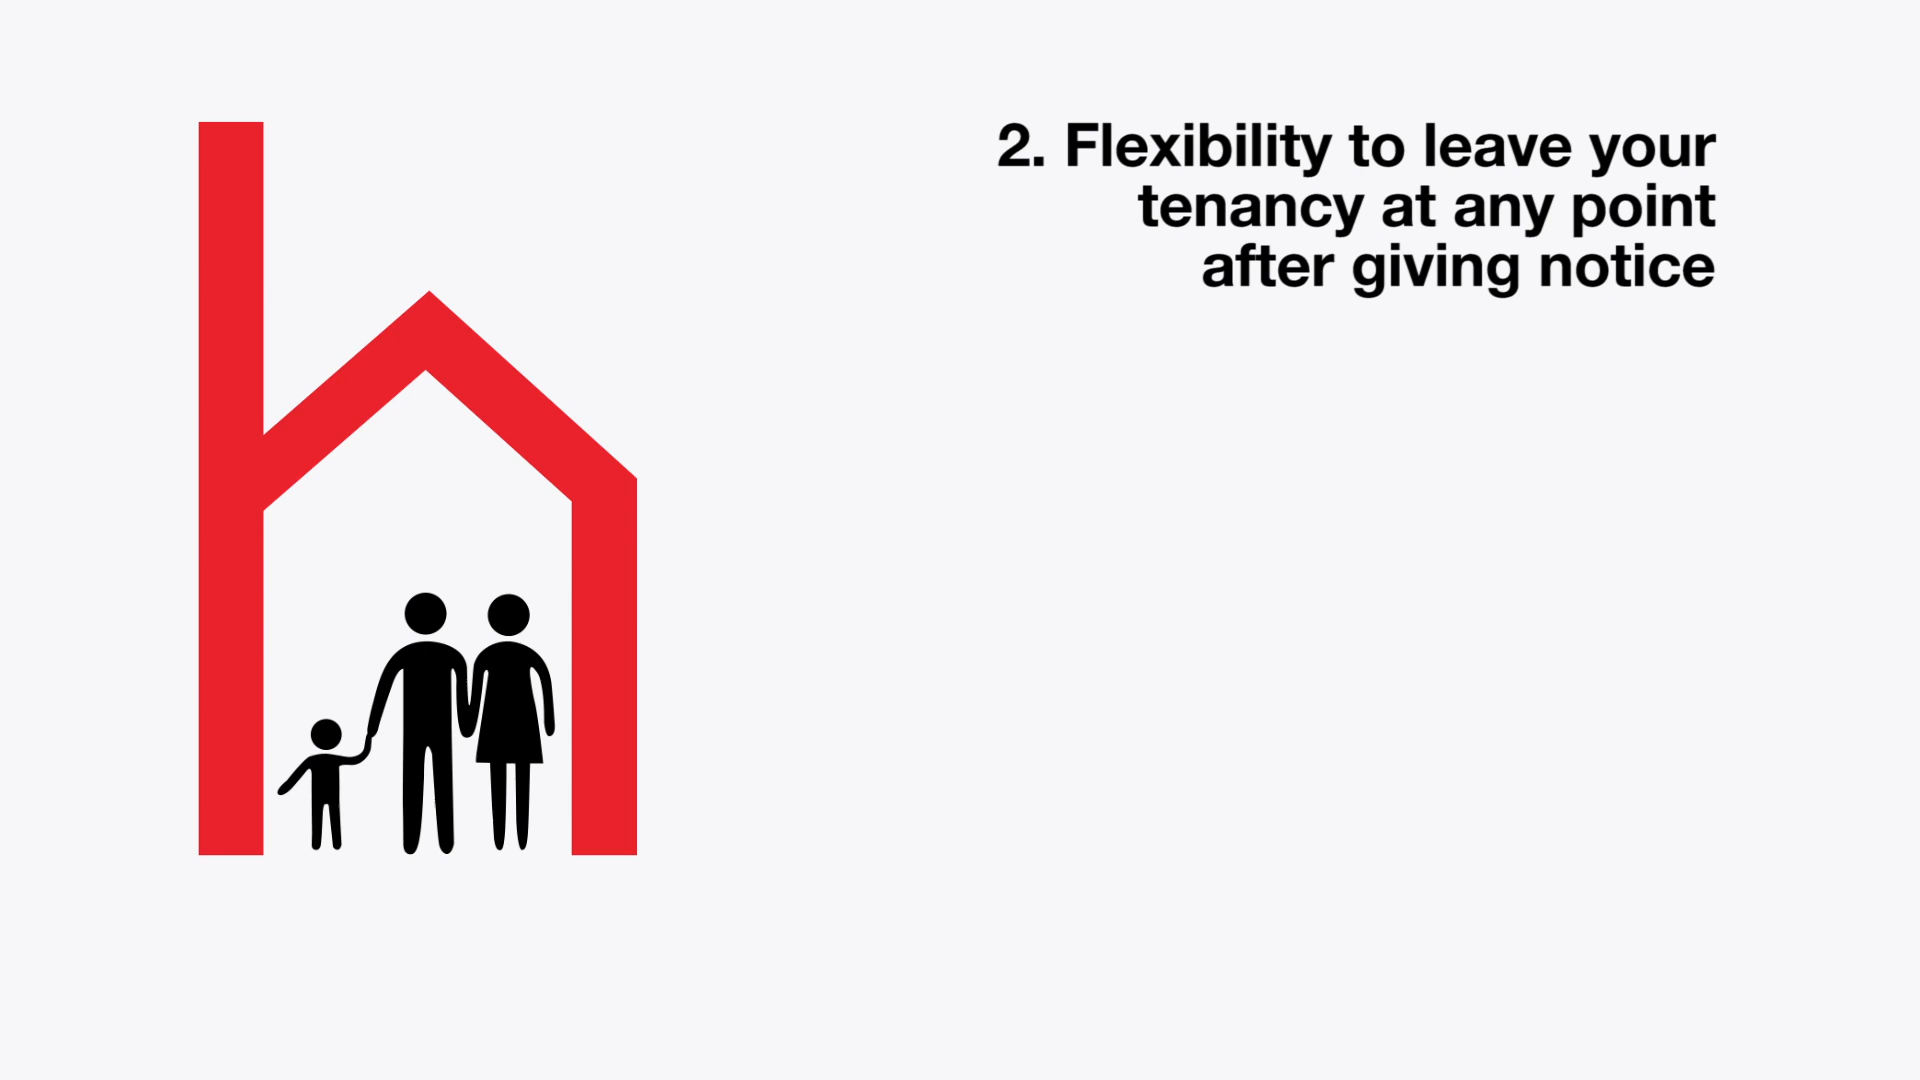 2. Flexibility to leave your
tenancy at any point
after giving notice